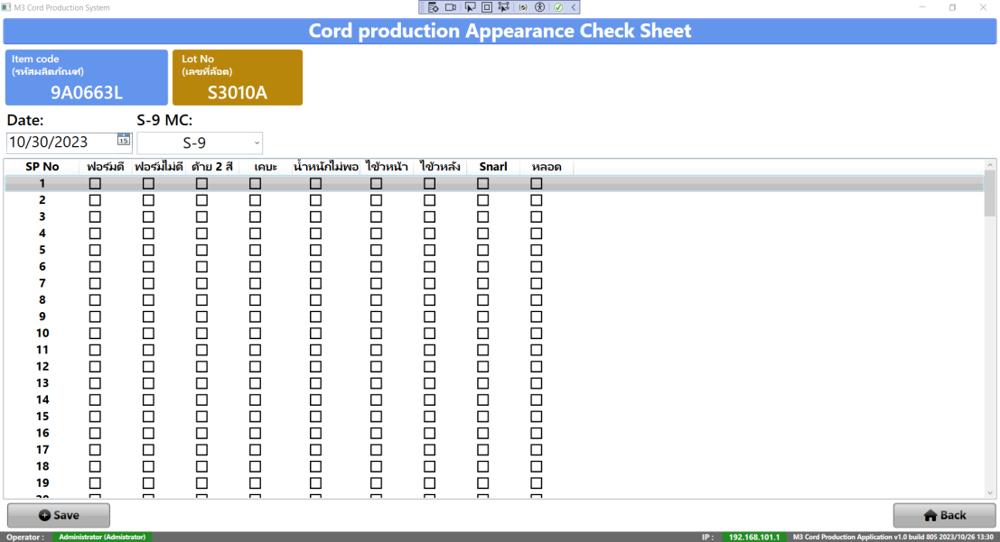 M3 Cord Production System
Cord production Appearance Check Sheet
Item code
(รหัสผลิตภัณฑ์)
9A0663L
Lot No
(เลขที่ล๊อต)
S3010A
Date:
S-9 MC:
10/30/2023
15
S-9
SP No ฟอร์มดี ฟอร์มไม่ดี ด้าย 2 สี เคบะ น้ำหนักไม่พอ ไขัวหน้า ไขัวหลัง Snarl หลอด
1
2
3
4
5
6
7
8
9
10
11
12
13
14
15
16
17
18
19
20
Save
Back
Operator : Administrator (Admistrator) IP : 192.168.101.1 M3 Cord Production Application v1.0 build 805 2023/10/26 13:30